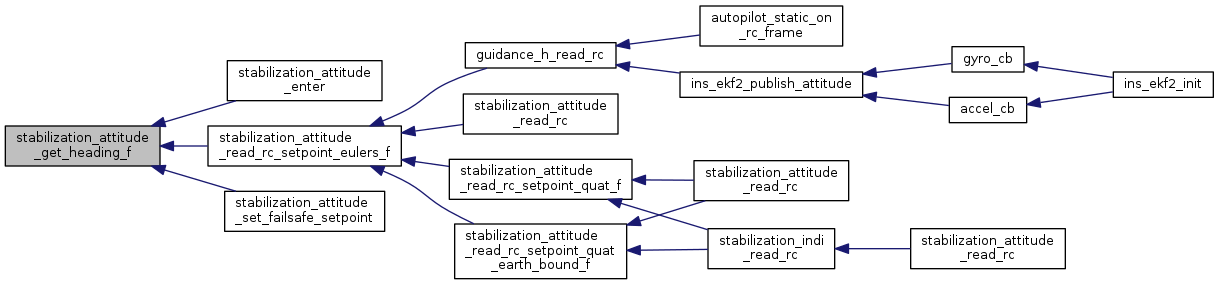 stabilization_attitude
_get_heading_f
stabilization_attitude
_enter
stabilization_attitude
_read_rc_setpoint_eulers_f
stabilization_attitude
_set_failsafe_setpoint
guidance_h_read_rc
stabilization_attitude
_read_rc
stabilization_attitude
_read_rc_setpoint_quat_f
stabilization_attitude
_read_rc_setpoint_quat
_earth_bound_f
autopilot_static_on
_rc_frame
ins_ekf2_publish_attitude
stabilization_attitude
_read_rc
stabilization_indi
_read_rc
gyro_cb
accel_cb
stabilization_attitude
_read_rc
ins_ekf2_init